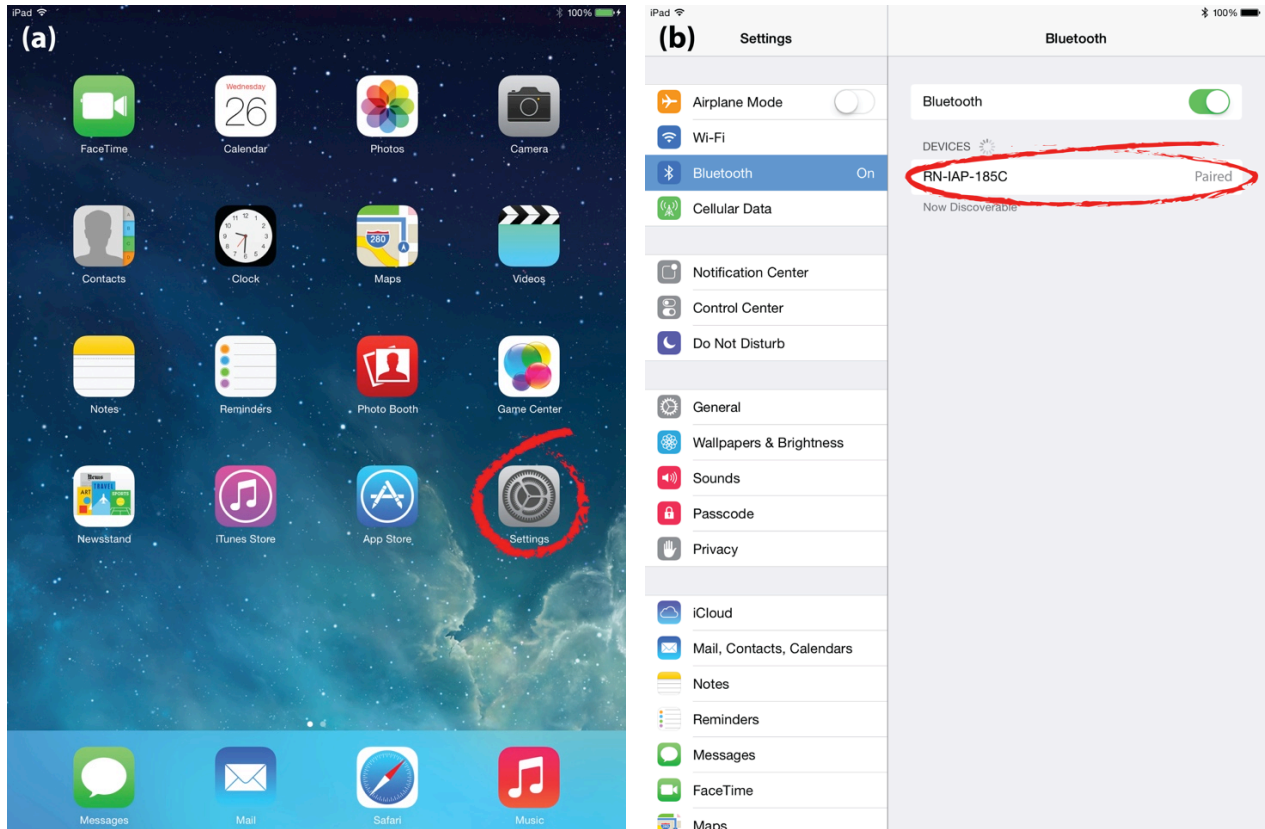 iPad 100%
(a)
Wednesday
26
FaceTime Calendar Photos Camera
280
Contacts Clock Maps Videos
Notes Reminders Photo Booth Game Center
ART TRAVEL SPORTS
Newsstand iTunes Store App Store Settings
Messages Mail Safari Music
iPad 100%
(b) Settings
Airplane Mode
Wi-Fi
Bluetooth On
Cellular Data
Notification Center
Control Center
Do Not Disturb
General
Wallpapers & Brightness
Sounds
Passcode
Privacy
iCloud
Mail, Contacts, Calendars
Notes
Reminders
Messages
FaceTime
Maps
Bluetooth
Bluetooth
DEVICES
RN-IAP-185C Paired
Now Discoverable